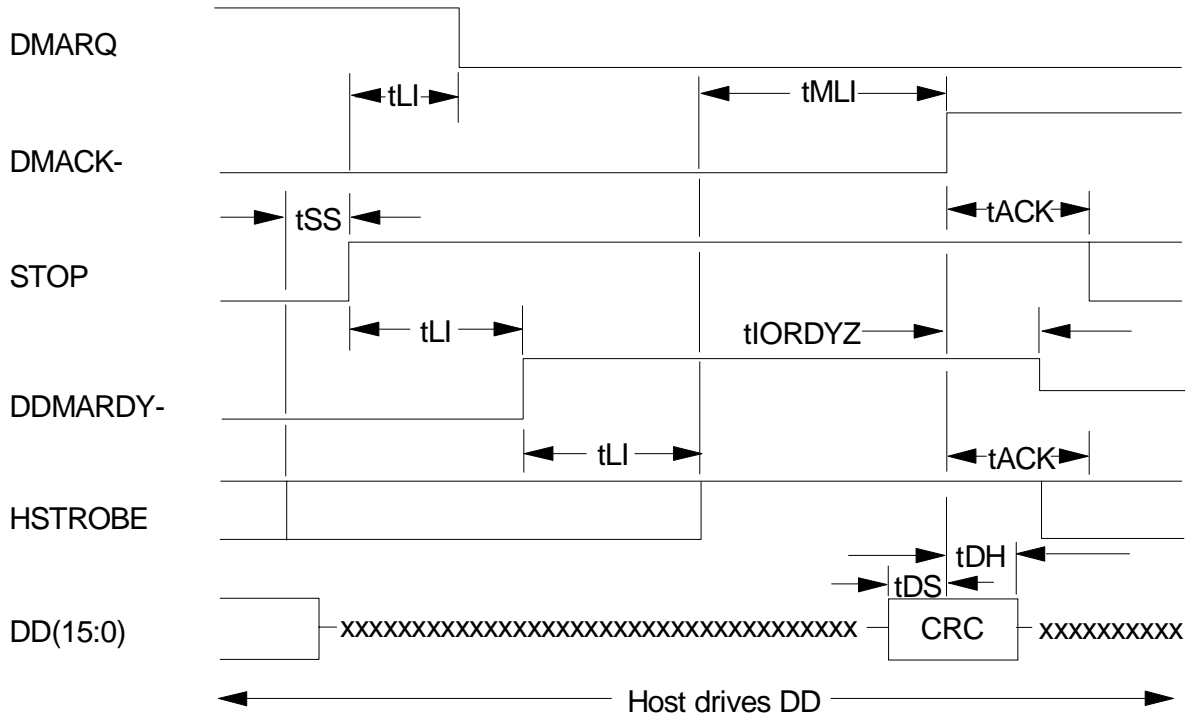 DMARQ
tLI
tMLI
DMACK-
tSS
tACK
STOP
tLI
tIORDYZ
DDMARDY-
tLI
tACK
HSTROBE
tDH
tDS
DD(15:0)
xxxxxxxxxxxxxxxxxxxxxxxxxxxxxxxxxxxx
CRC
xxxxxxxxxx
Host drives DD